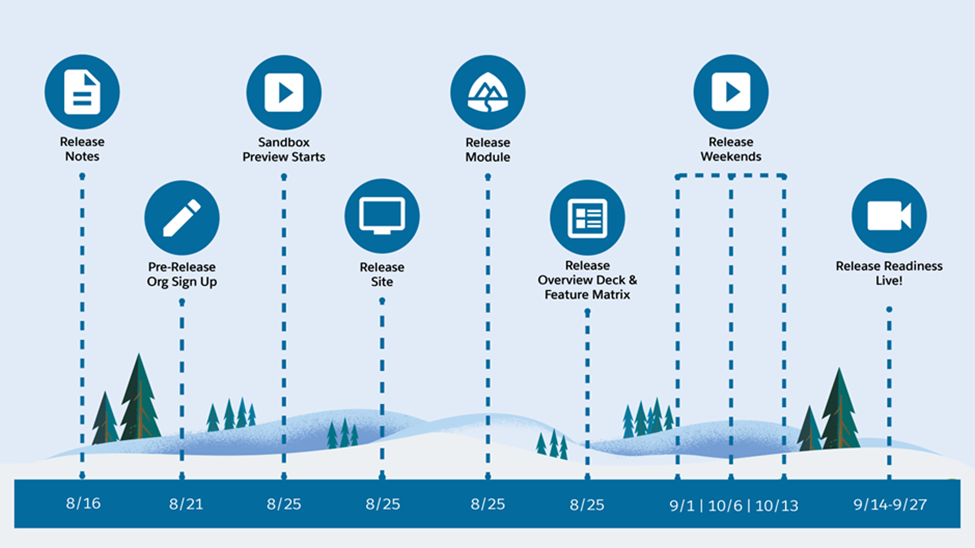 Release
Notes
Sandbox
Preview Starts
Release
Module
Release
Weekends
Pre-Release
Org Sign Up
Release
Site
Release
Overview Deck &
Feature Matrix
Release Readiness
Live!
8/16
8/21
8/25
8/25
8/25
8/25
9/1 | 10/6 | 10/13
9/14-9/27